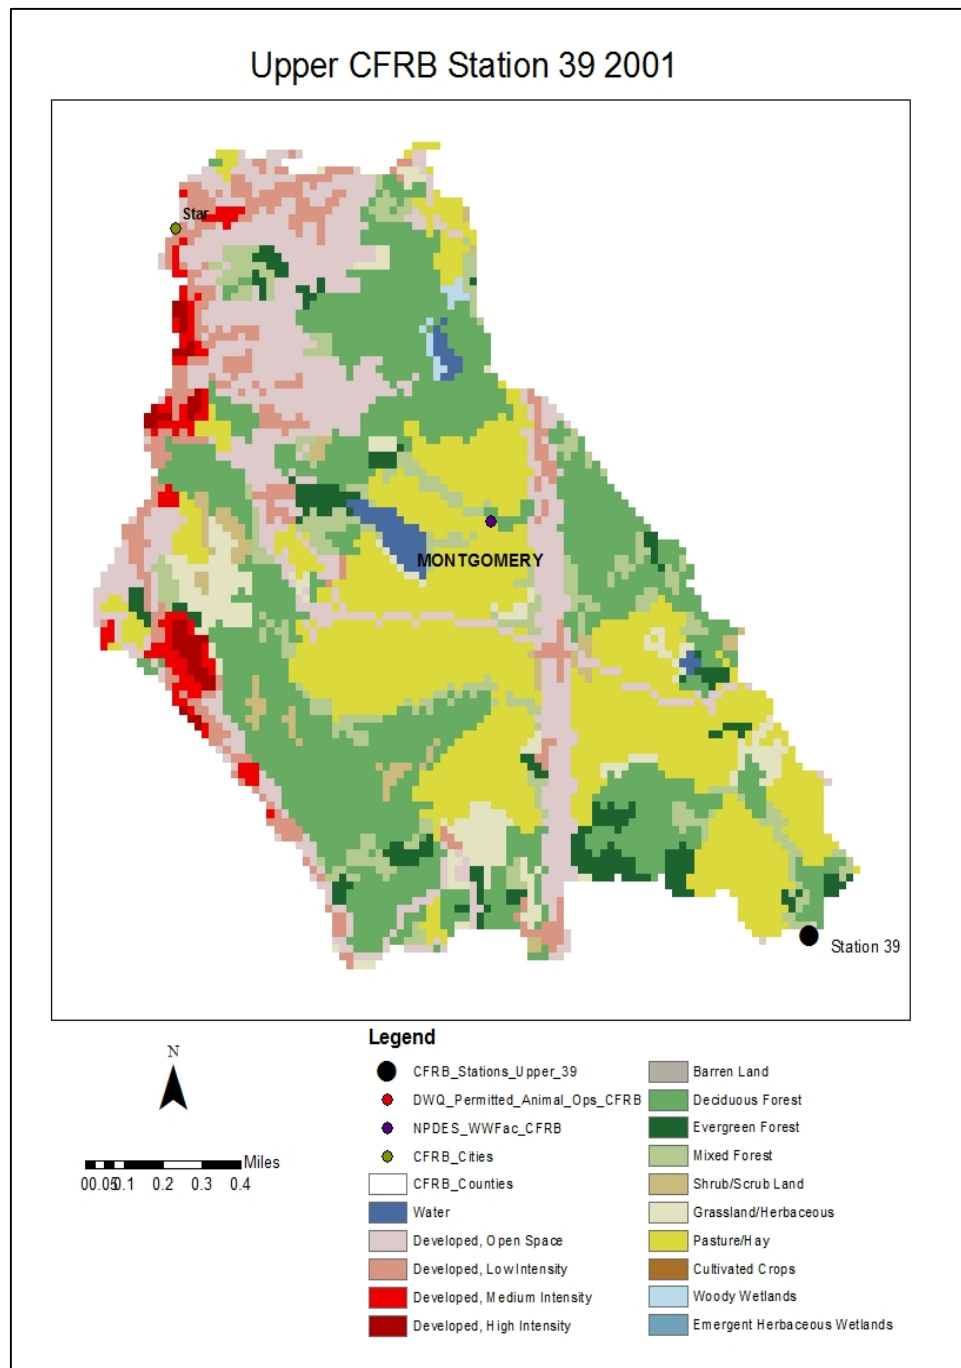 Upper CFRB Station 39 2001
Star
MONTGOMERY
Station 39
Legend
N
Miles
00.050.1 0.2 0.3 0.4
CFRB_Stations_Upper_39
DWQ_Permitted_Animal_Ops_CFRB
NPDES_WWFac_CFRB
CFRB_Cities
CFRB_Counties
Water
Developed, Open Space
Developed, Low Intensity
Developed, Medium Intensity
Developed, High Intensity
Barren Land
Deciduous Forest
Evergreen Forest
Mixed Forest
Shrub/Scrub Land
Grassland/Herbaceous
Pasture/Hay
Cultivated Crops
Woody Wetlands
Emergent Herbaceous Wetlands